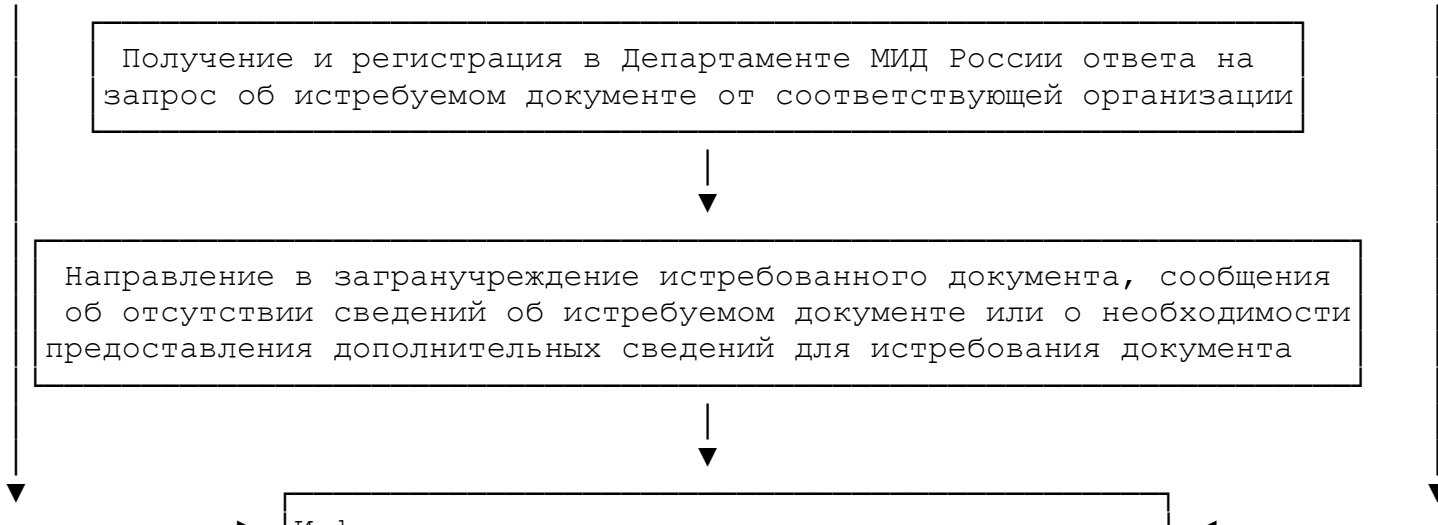 Получение и регистрация в Департаменте МИД России ответа на
запрос об истребуемом документе от соответствующей организации
Направление в загранучреждение истребованного документа, сообщения
об отсутствии сведений об истребуемом документе или о необходимости
предоставления дополнительных сведений для истребования документа